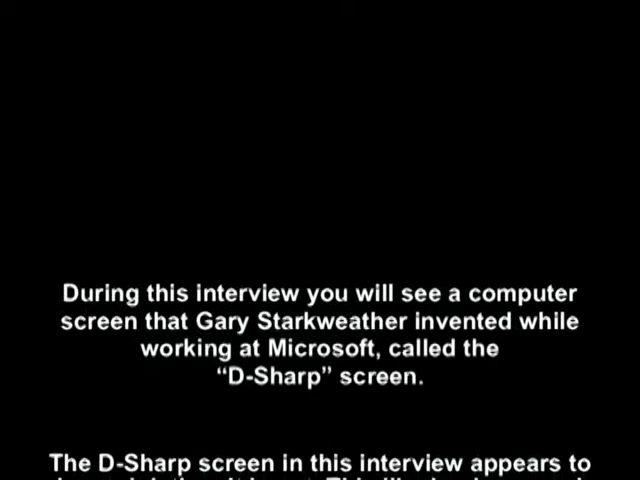 During this interview you will see a computer
screen that Gary Starkweather invented while
working at Microsoft, called the
“D-Sharp” screen.
The D-Sharp screen in this interview appears to